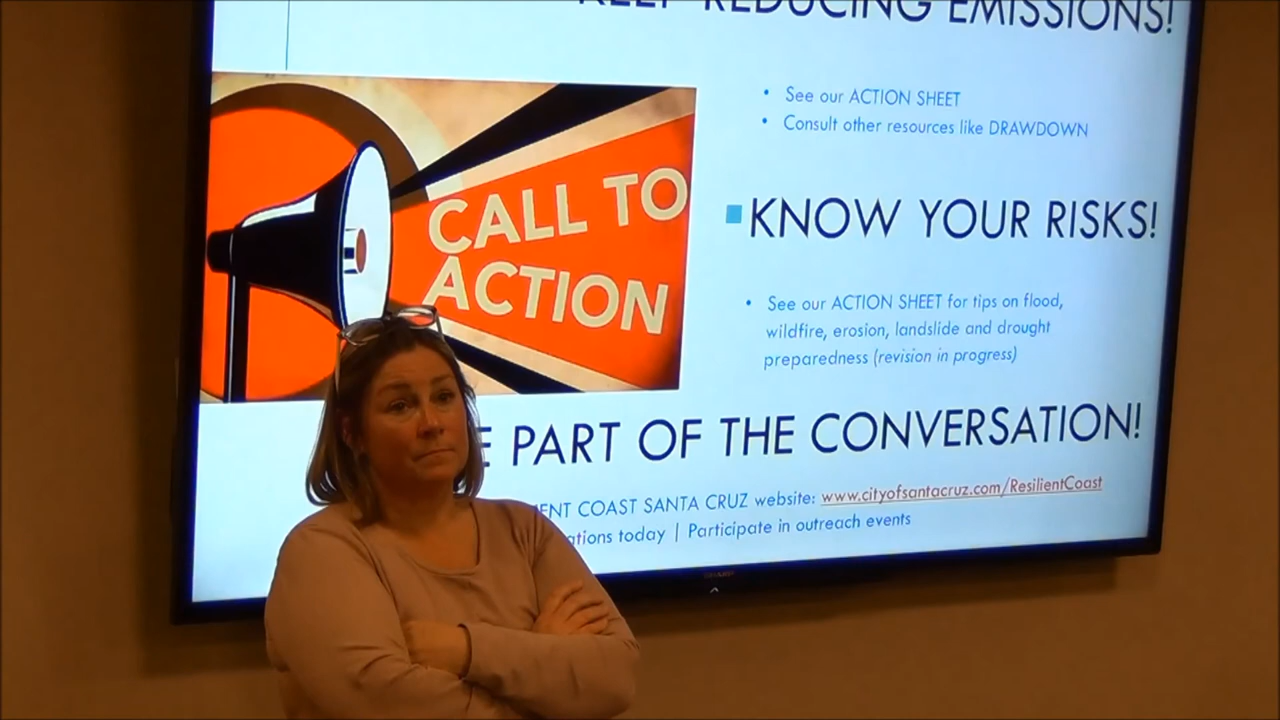 KEEP REDUCING EMISSIONS!
• See our ACTION SHEET
• Consult other resources like DRAWDOWN
CALL TO
ACTION
KNOW YOUR RISKS!
• See our ACTION SHEET for tips on flood,
wildfire, erosion, landslide and drought
preparedness (revision in progress)
PART OF THE CONVERSATION!
COAST SANTA CRUZ website: www.cityofsantacruz.com/ResilientCoast
today | Participate in outreach events
SHARP